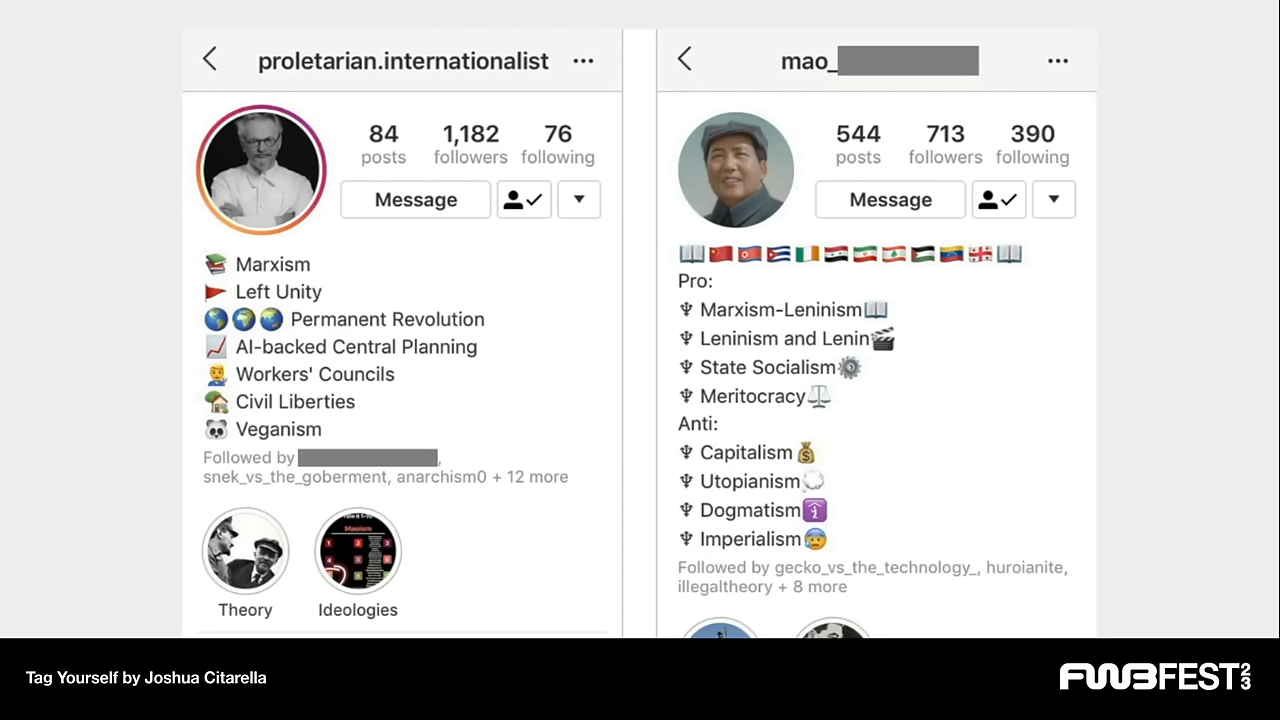 proletarian.internationalist
84 posts
1,182 followers
76 following
Message
Marxism
Left Unity
Permanent Revolution
AI-backed Central Planning
Workers' Councils
Civil Liberties
Veganism
Followed by ,
snek_vs_the_goberment, anarchism0 + 12 more
Maoism
Theory
Ideologies
mao_
544 posts
713 followers
390 following
Message
Pro:
Marxism-Leninism
Leninism and Lenin
State Socialism
Meritocracy
Anti:
Capitalism
Utopianism
Dogmatism
Imperialism
Followed by gecko_vs_the_technology_, huroianite,
illegaltheory + 8 more
Tag Yourself by Joshua Citarella
FWB FEST 23